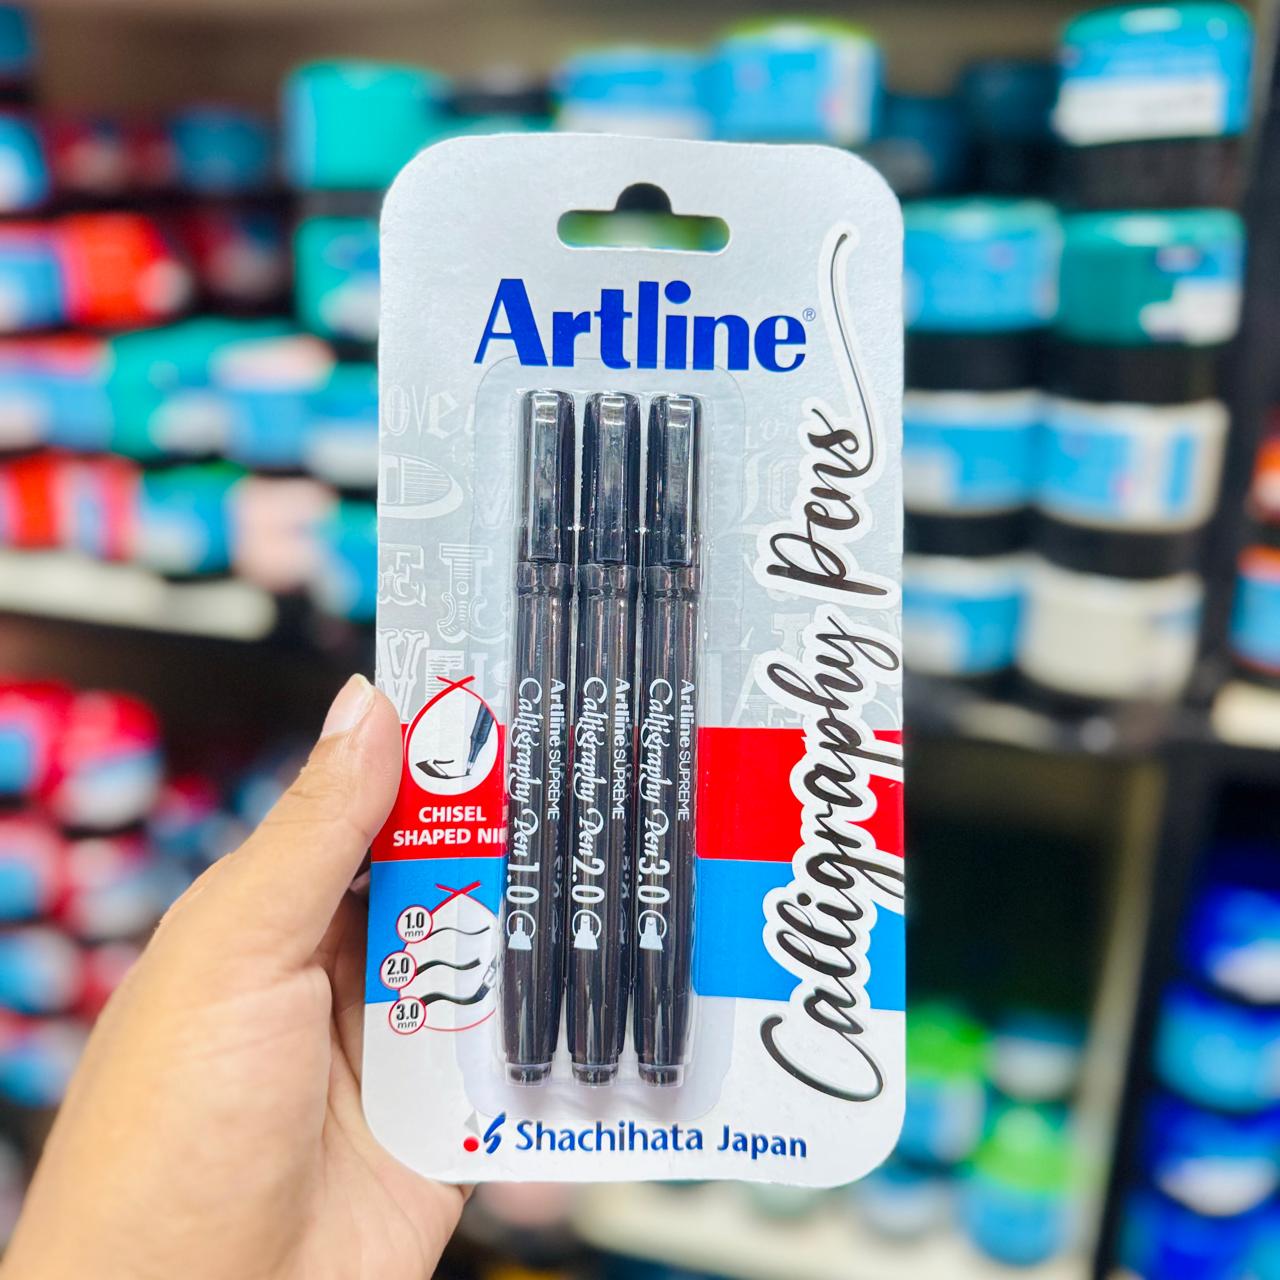 Artline®
Calligraphy Pens
Artline SUPREME
Calligraphy Pen 1.0
Artline SUPREME
Calligraphy Pen 2.0
Artline SUPREME
Calligraphy Pen 3.0
CHISEL
SHAPED NI
1.0
mm
2.0
mm
3.0
mm
Shachihata Japan